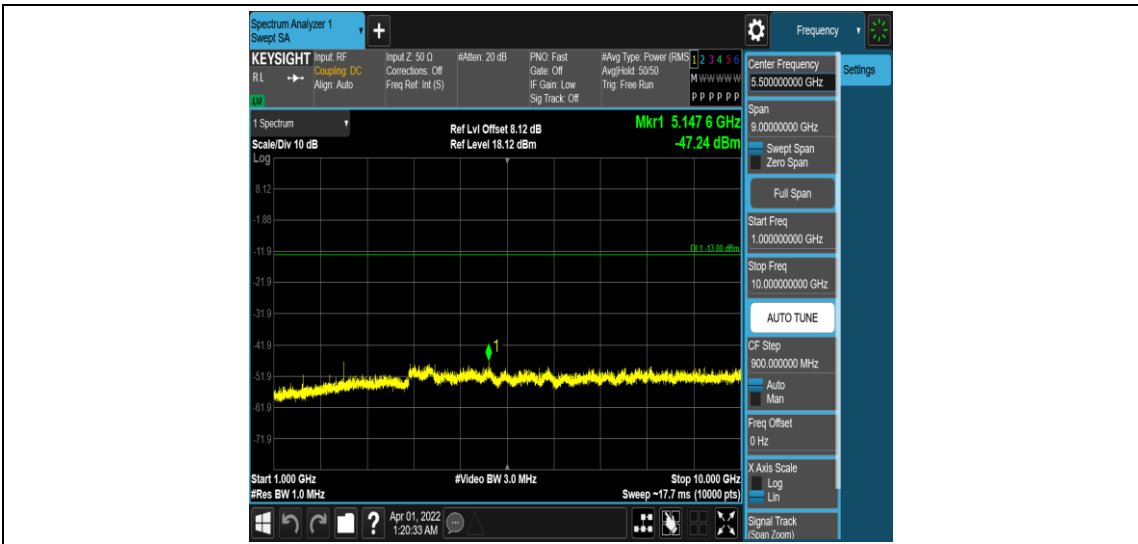 Spectrum Analyzer 1
Swept SA
+
Frequency
KEYSIGHT
RL
LXI
Input: RF
Coupling: DC
Align: Auto
Input Z: 50 Ω
Corrections: Off
Freq Ref: Int (S)
#Atten: 20 dB
PNO: Fast
Gate: Off
IF Gain: Low
Sig Track: Off
#Avg Type: Power (RMS
Avg|Hold: 50/50
Trig: Free Run
1 2 3 4 5 6
M W W W W W
P P P P P P
Center Frequency
5.500000000 GHz
Settings
Span
9.00000000 GHz
Swept Span
Zero Span
Full Span
Start Freq
1.000000000 GHz
Stop Freq
10.000000000 GHz
AUTO TUNE
CF Step
900.000000 MHz
Auto
Man
Freq Offset
0 Hz
X Axis Scale
Log
Lin
Signal Track
(Span Zoom)
1 Spectrum
Scale/Div 10 dB
Log
Ref Lvl Offset 8.12 dB
Ref Level 18.12 dBm
Mkr1 5.147 6 GHz
-47.24 dBm
8.12
-1.88
-11.9
DL1 -13.00 dBm
-21.9
-31.9
-41.9
1
-51.9
-61.9
-71.9
Start 1.000 GHz
#Res BW 1.0 MHz
#Video BW 3.0 MHz
Stop 10.000 GHz
Sweep ~17.7 ms (10000 pts)
?
Apr 01, 2022
1:20:33 AM